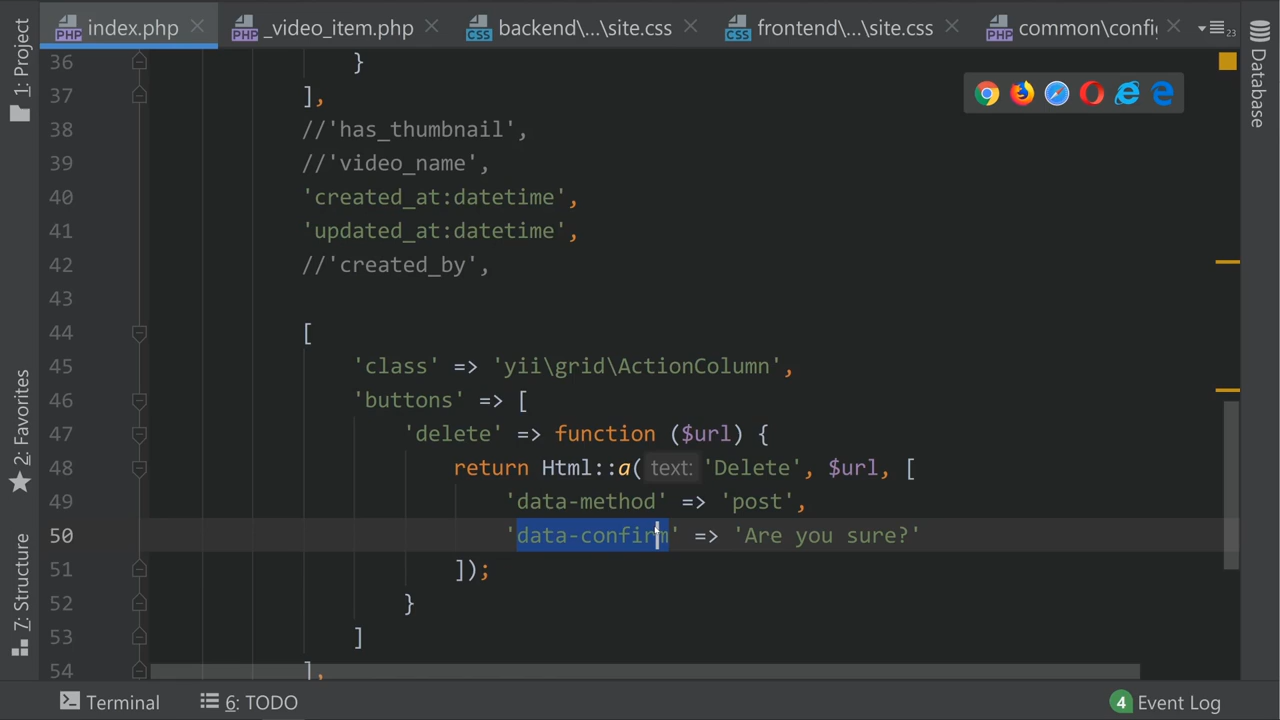 index.php
_video_item.php
backend\...\site.css
frontend\...\site.css
common\config
23
1: Project
2: Favorites
7: Structure
Database
36 }
37 ],
38 //'has_thumbnail',
39 //'video_name',
40 'created_at:datetime',
41 'updated_at:datetime',
42 //'created_by',
43
44 [
45 'class' => 'yii\grid\ActionColumn',
46 'buttons' => [
47 'delete' => function ($url) {
48 return Html::a( text: 'Delete', $url, [
49 'data-method' => 'post',
50 'data-confirm' => 'Are you sure?'
51 ]);
52 }
53 ]
54 ],
Terminal
6: TODO
4 Event Log